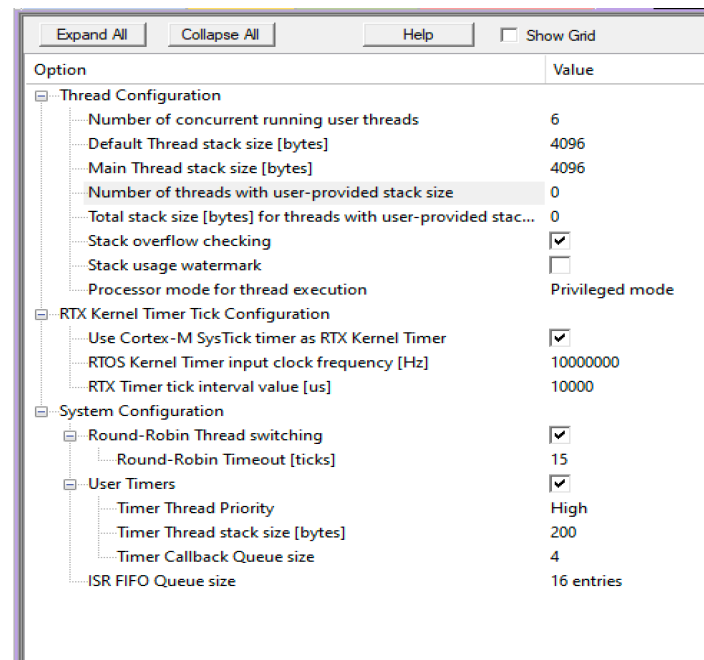 Expand All Collapse All Help Show Grid
Option Value
Thread Configuration
Number of concurrent running user threads 6
Default Thread stack size [bytes] 4096
Main Thread stack size [bytes] 4096
Number of threads with user-provided stack size 0
Total stack size [bytes] for threads with user-provided stac... 0
Stack overflow checking
Stack usage watermark
Processor mode for thread execution Privileged mode
RTX Kernel Timer Tick Configuration
Use Cortex-M SysTick timer as RTX Kernel Timer
RTOS Kernel Timer input clock frequency [Hz] 10000000
RTX Timer tick interval value [us] 10000
System Configuration
Round-Robin Thread switching
Round-Robin Timeout [ticks] 15
User Timers
Timer Thread Priority High
Timer Thread stack size [bytes] 200
Timer Callback Queue size 4
ISR FIFO Queue size 16 entries